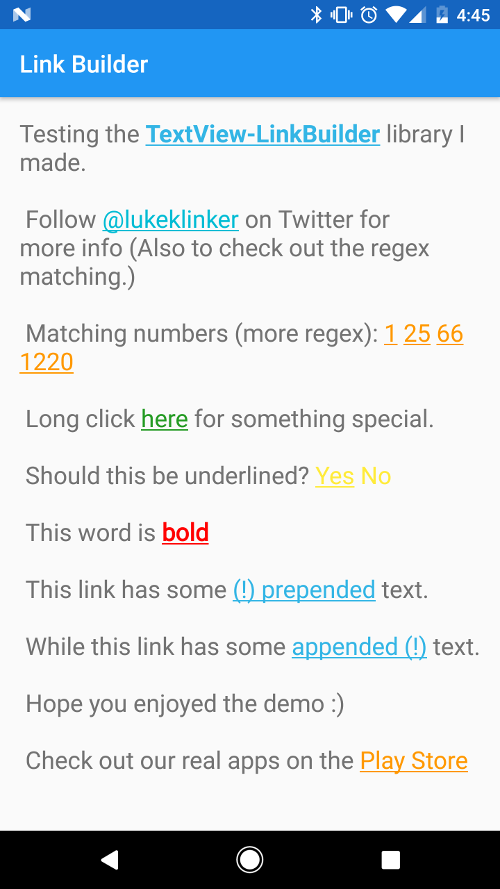 4:45
Link Builder
Testing the TextView-LinkBuilder library I
made.
Follow @lukeklinker on Twitter for
more info (Also to check out the regex
matching.)
Matching numbers (more regex): 1 25 66
1220
Long click here for something special.
Should this be underlined? Yes No
This word is bold
This link has some (!) prepended text.
While this link has some appended (!) text.
Hope you enjoyed the demo :)
Check out our real apps on the Play Store